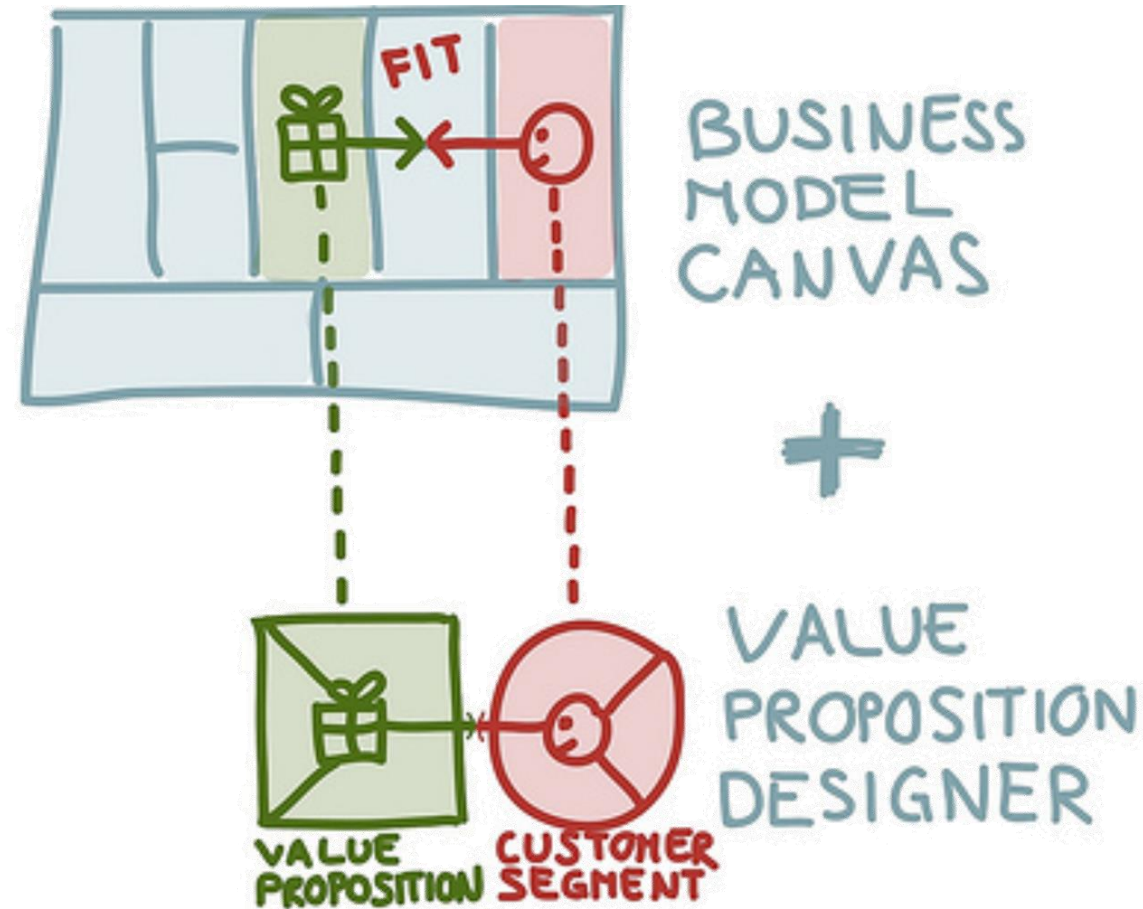 FIT
BUSINESS
MODEL
CANVAS
+
VALUE
PROPOSITION
DESIGNER
VALUE
PROPOSITION
CUSTOMER
SEGMENT